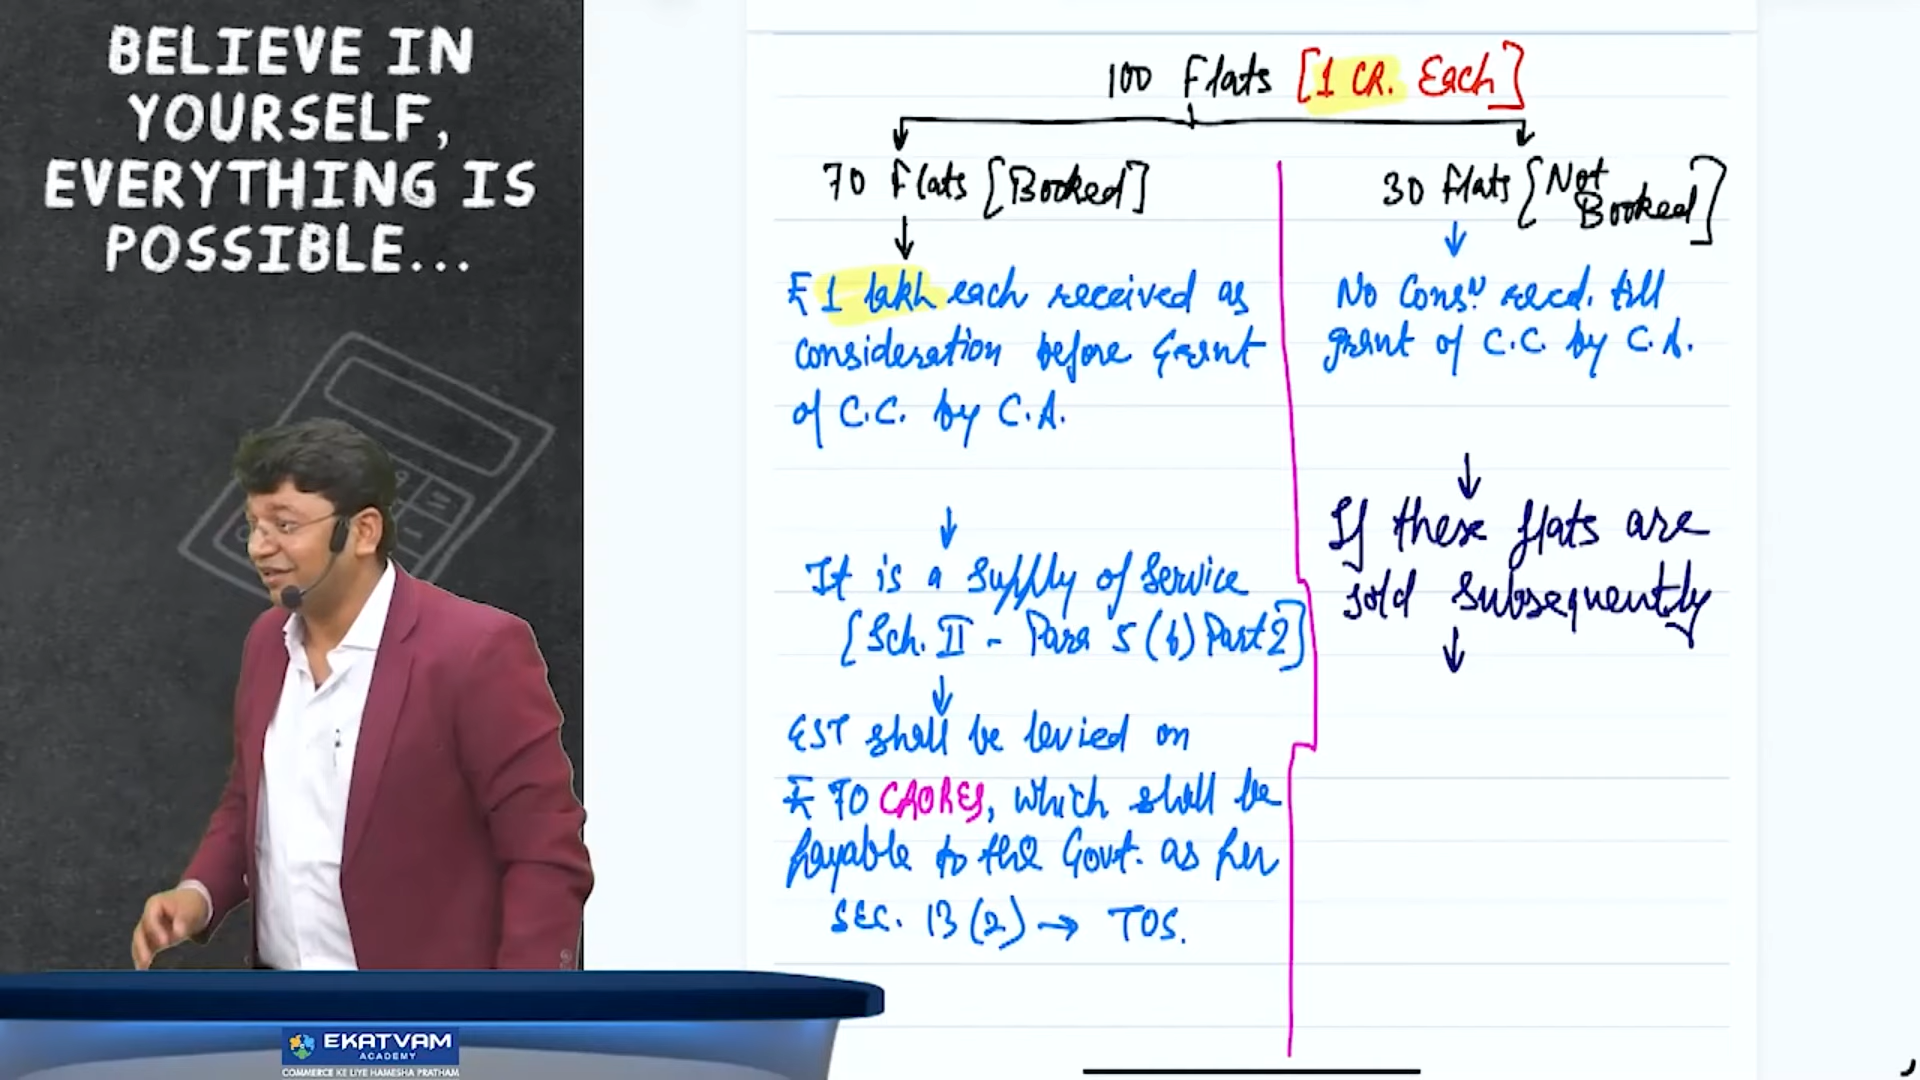 BELIEVE IN
YOURSELF,
EVERYTHING IS
POSSIBLE...
100 Flats [1 CR. Each]
70 Flats [Booked]
₹ 1 lakh each received as
consideration before Grant
of C.C. by C.A.
It is a supply of service
[Sch. II - Para 5 (b) Part 2]
GST shall be levied on
₹ 70 CRORES, which shall be
payable to the Govt. as per
SEC. 13 (2) → TOS.
30 flats [Not
Booked]
No Consn. recd. till
grant of C.C. by C.A.
If these flats are
sold subsequently
EKATVAM
ACADEMY
COMMERCE KE LIYE HAMESHA PRATHAM